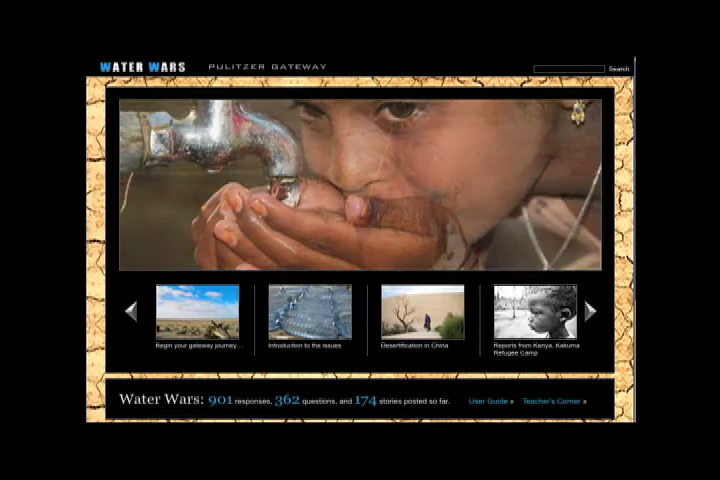 WATER WARS PULITZER GATEWAY Search
Begin your gateway journey...
Introduction to the issues
Desertification in China
Reports from Kenya, Kakuma
Refugee Camp
Water Wars: 901 responses, 362 questions, and 174 stories posted so far. User Guide » Teacher's Corner »